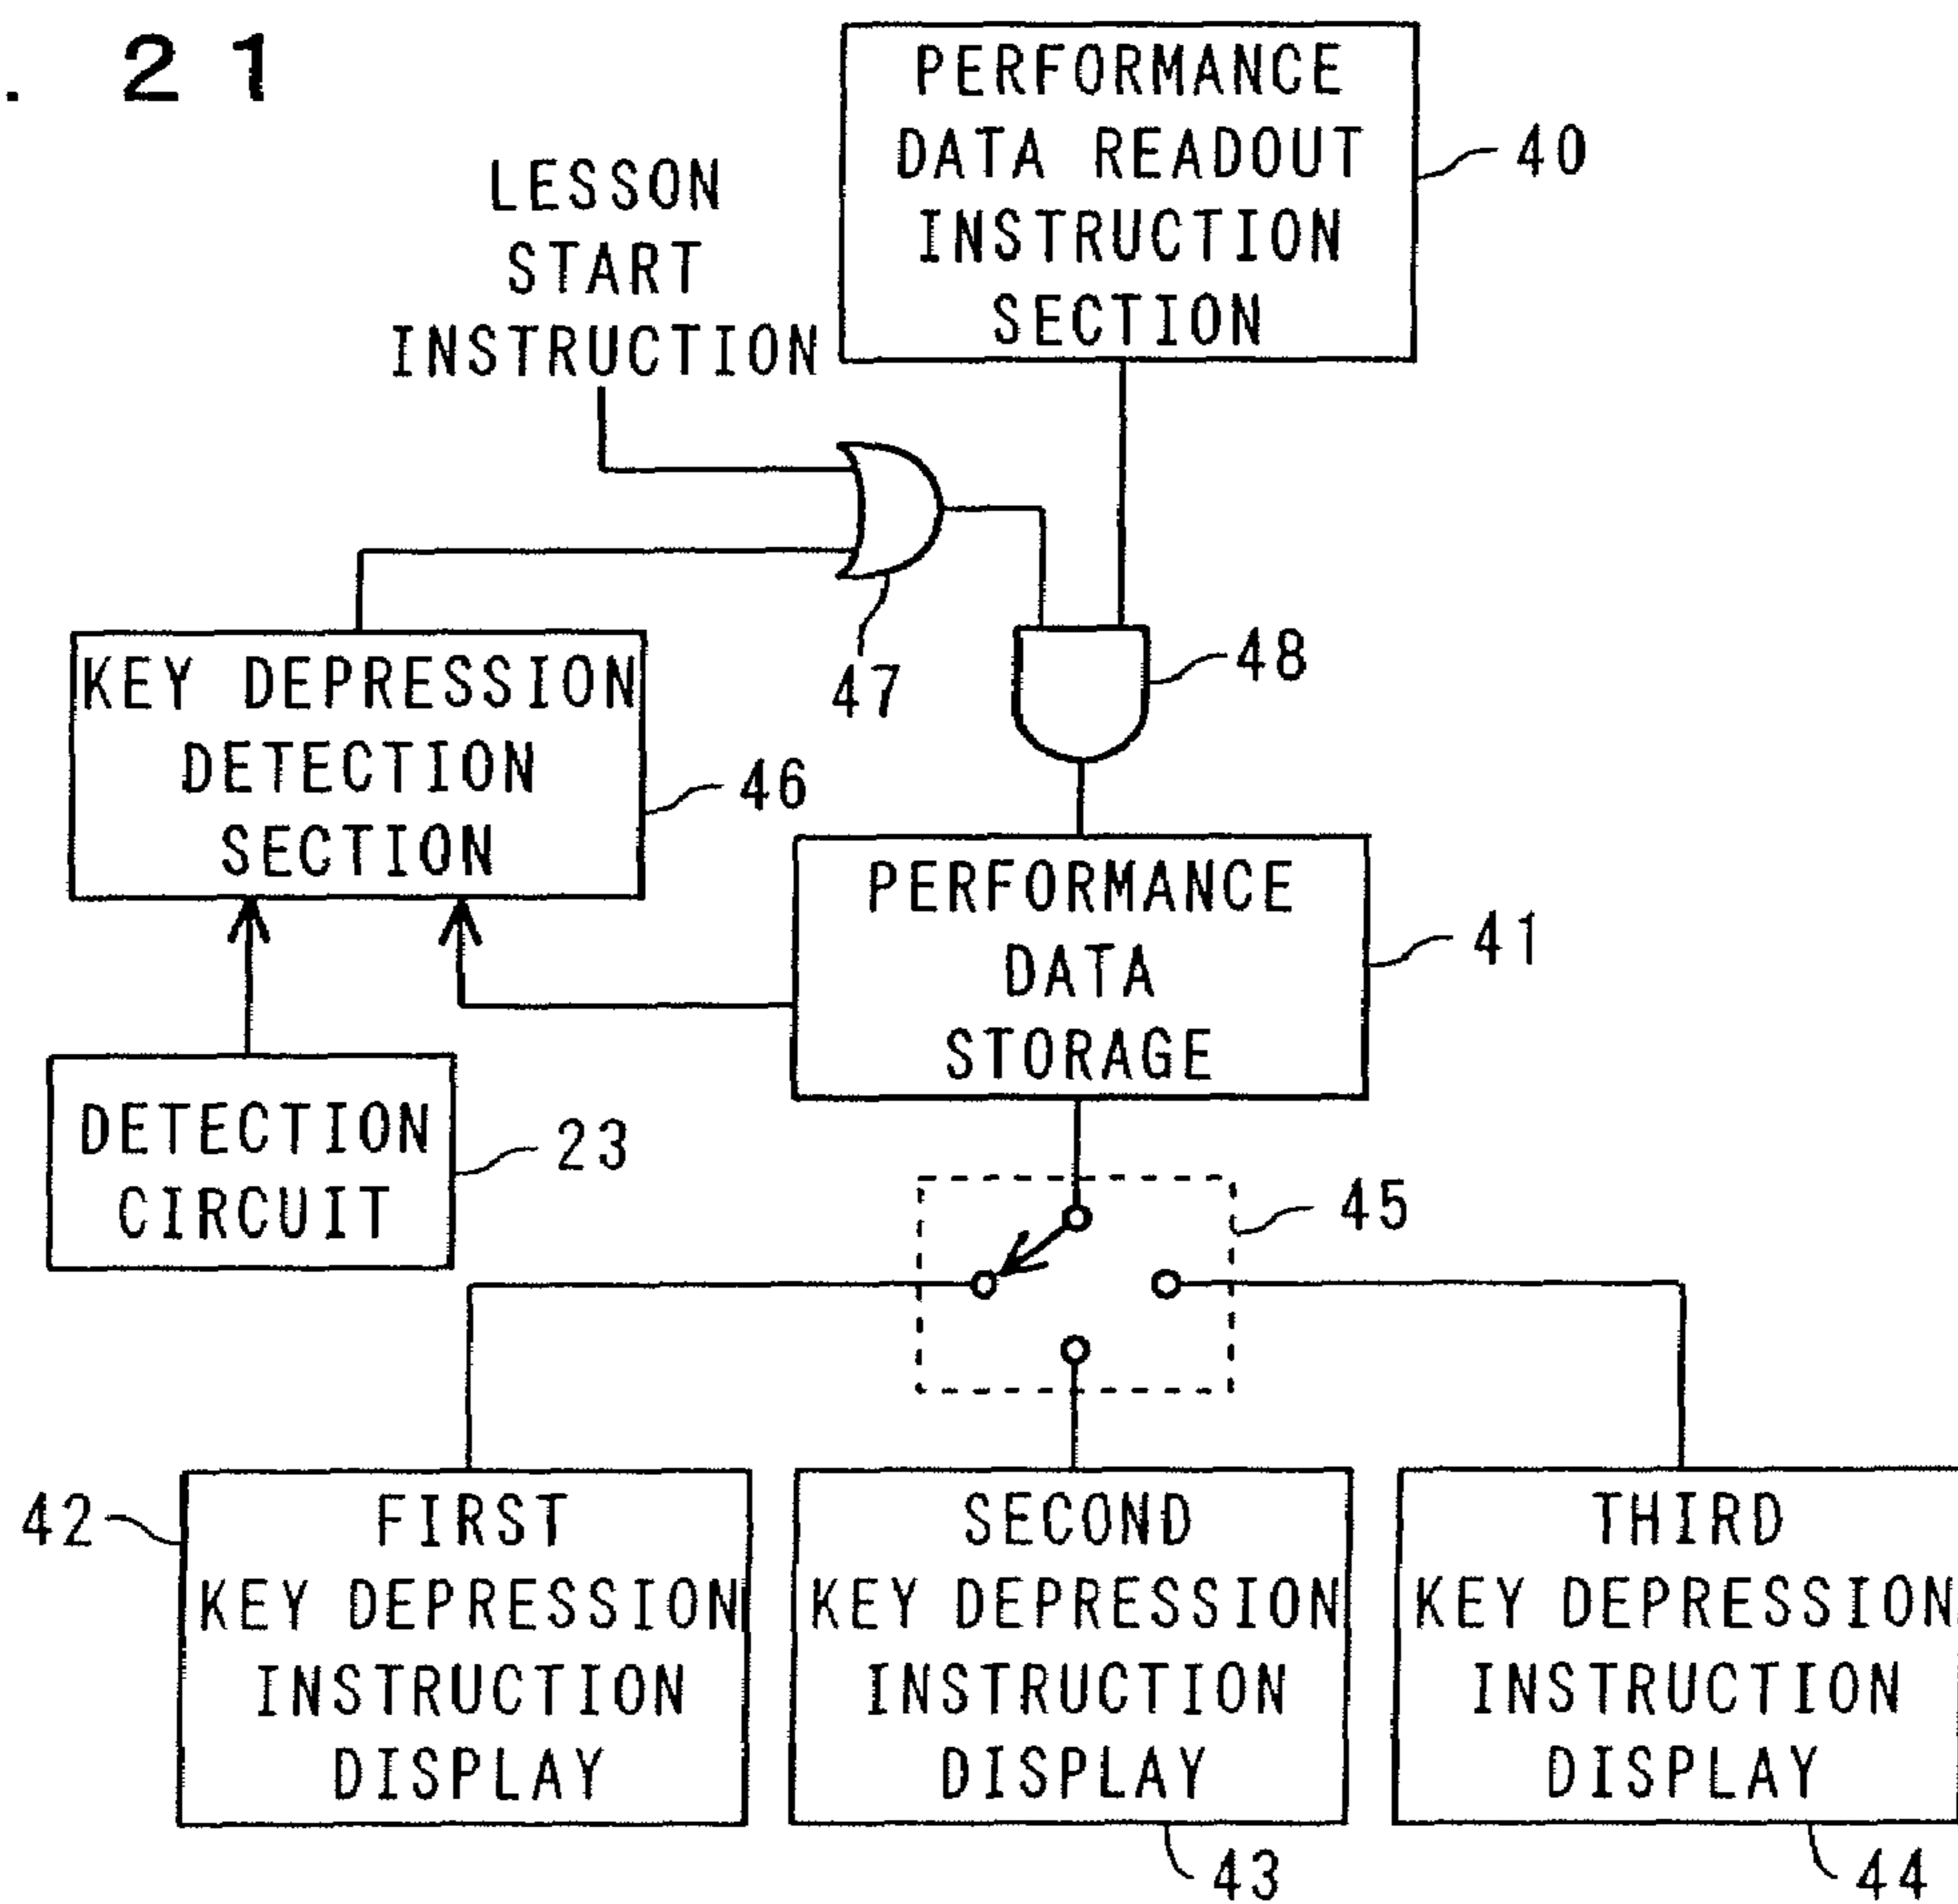 . 21
PERFORMANCE
DATA READOUT
INSTRUCTION
SECTION
40
LESSON
START
INSTRUCTION
47
48
KEY DEPRESSION
DETECTION
SECTION
46
PERFORMANCE
DATA
STORAGE
41
DETECTION
CIRCUIT
23
45
42
FIRST
KEY DEPRESSION
INSTRUCTION
DISPLAY
SECOND
KEY DEPRESSION
INSTRUCTION
DISPLAY
43
THIRD
KEY DEPRESSION
INSTRUCTION
DISPLAY
44